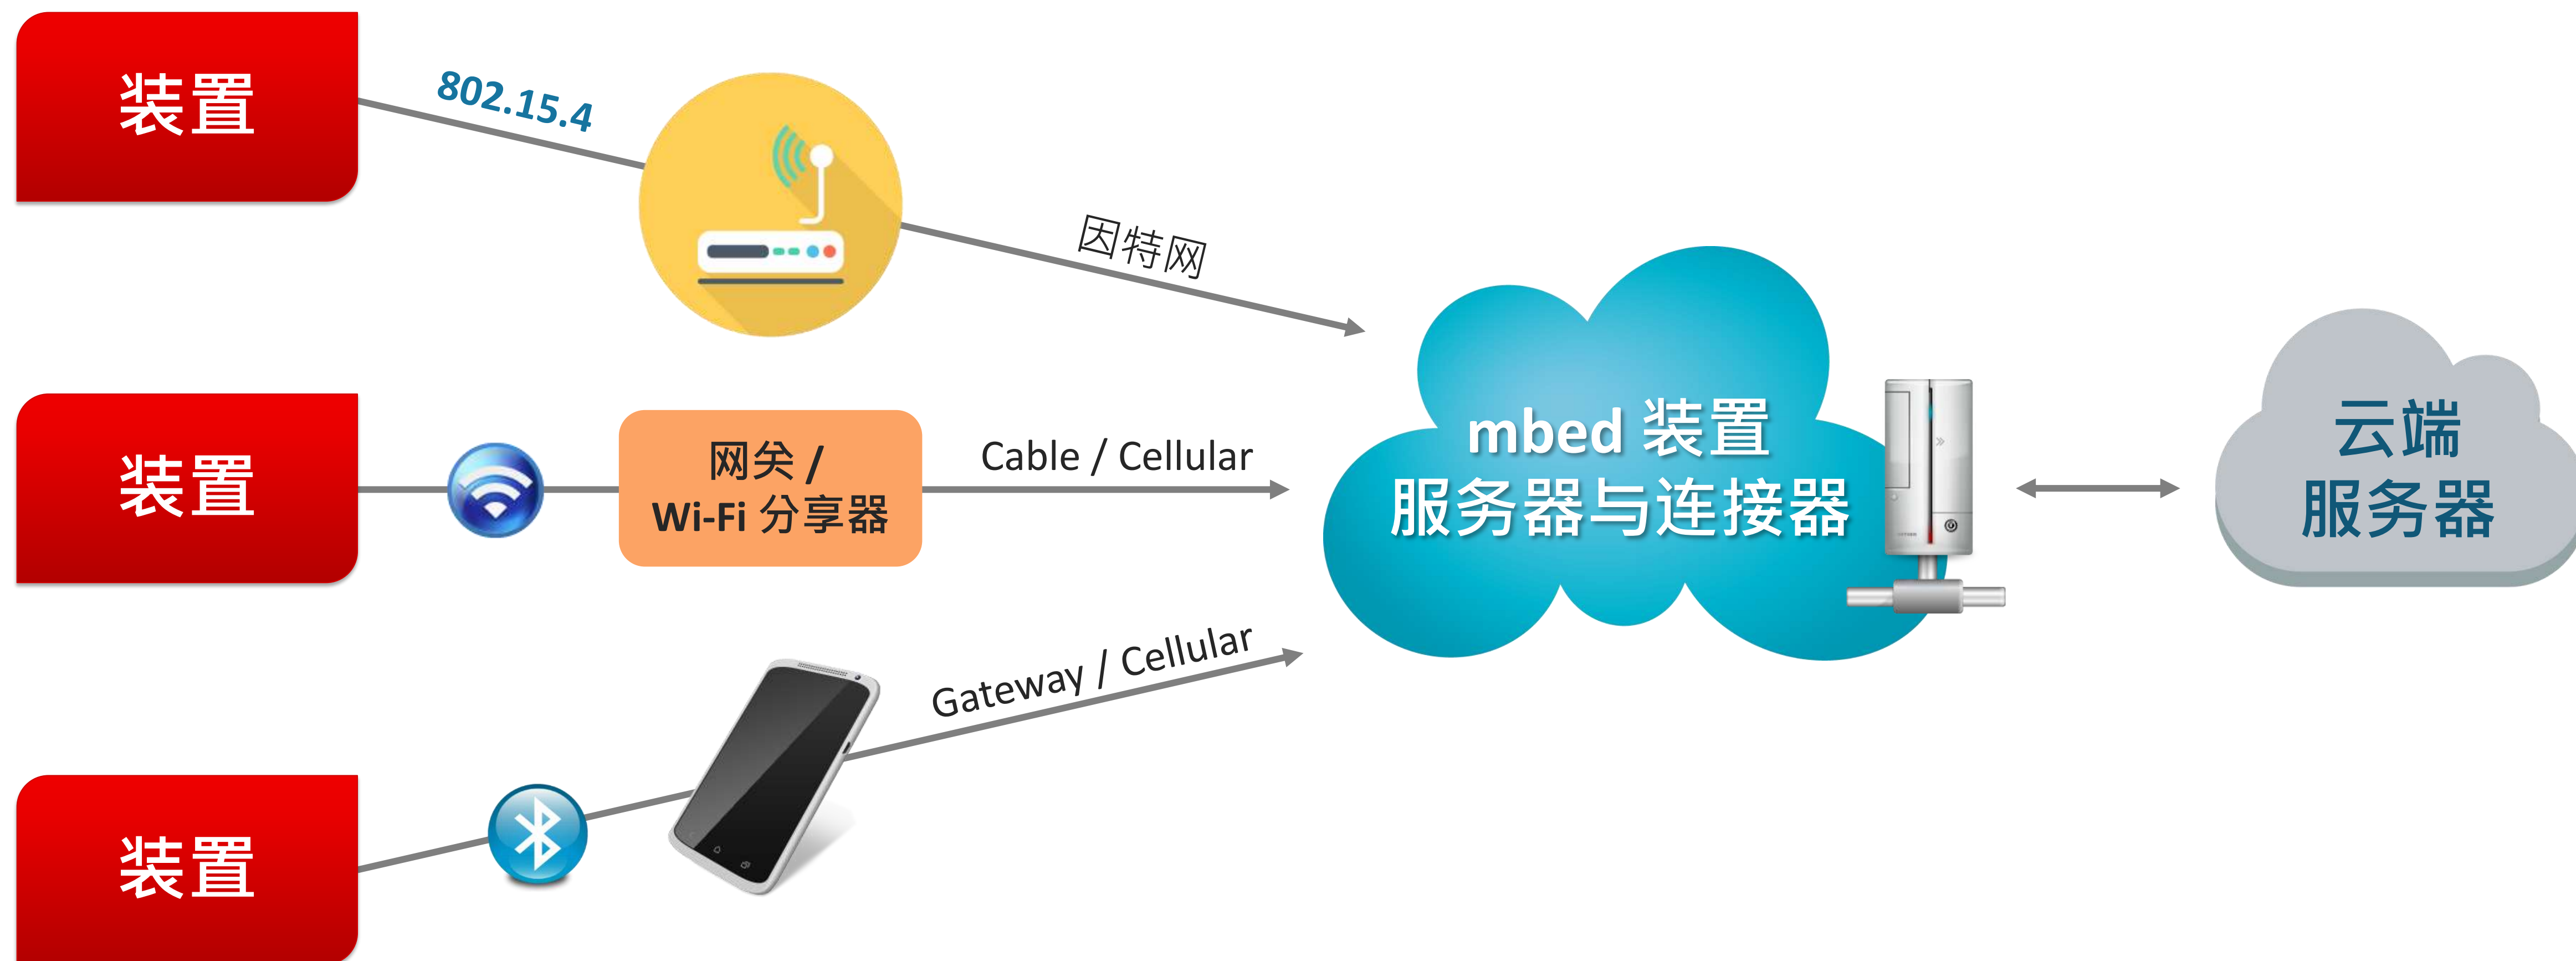 装置
802.15.4
因特网
装置
网关 /
Wi-Fi 分享器
Cable / Cellular
mbed 装置
服务器与连接器
云端
服务器
Gateway / Cellular
装置